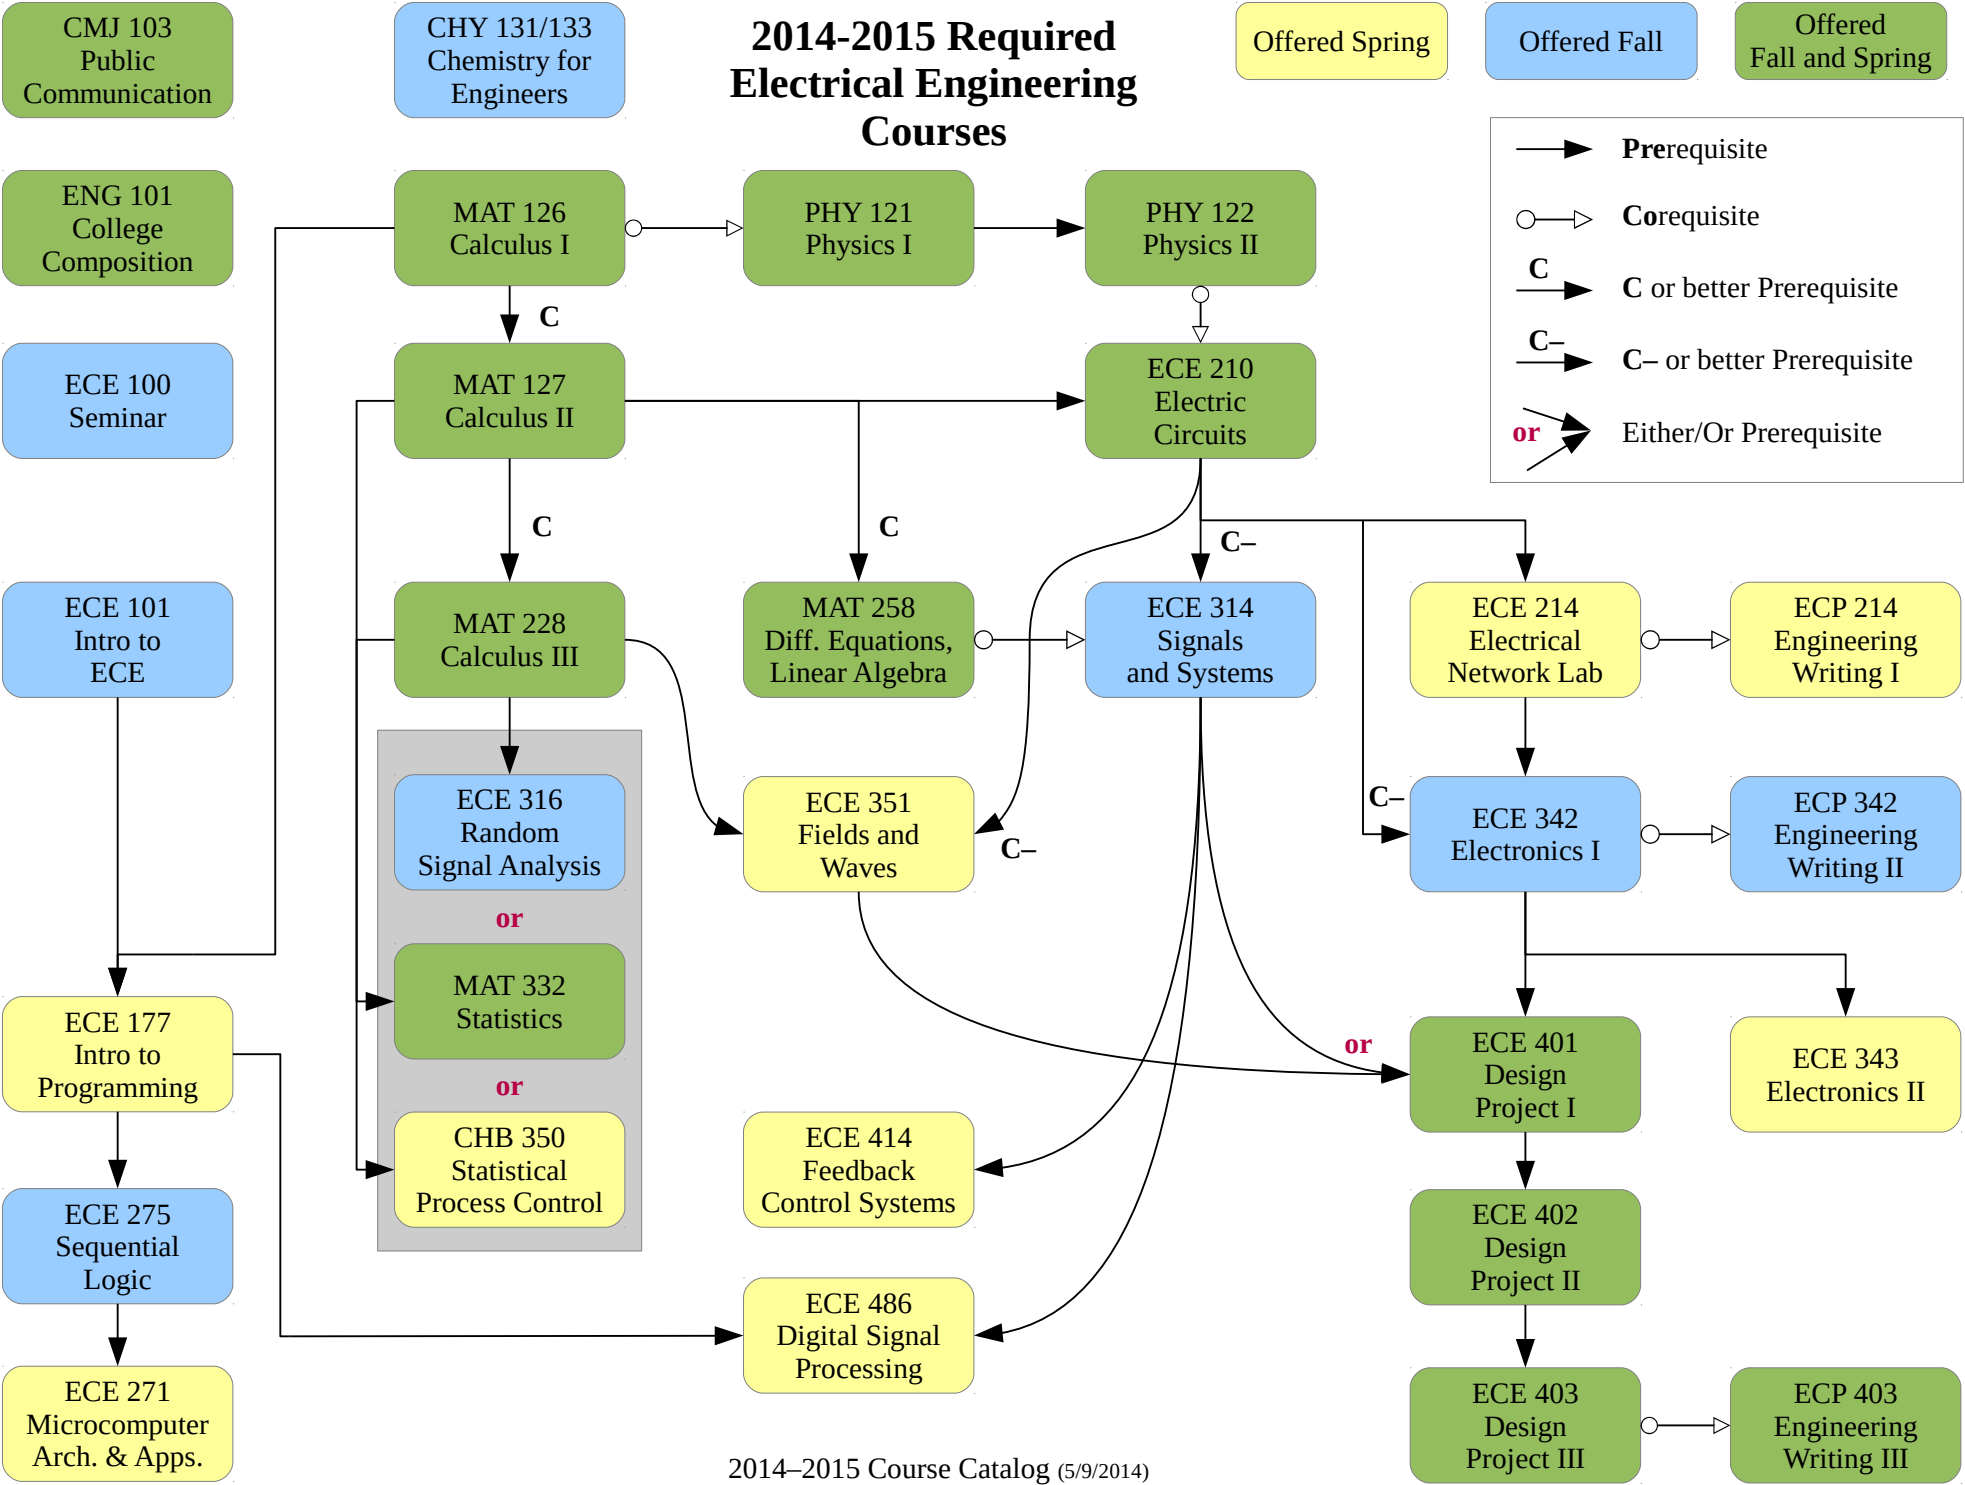 CMJ 103
Public
Communication
CHY 131/133
Chemistry for
Engineers
2014-2015 Required
Electrical Engineering
Courses
Offered Spring
Offered Fall
Offered
Fall and Spring
Prerequisite
Corequisite
C
C or better Prerequisite
C–
C– or better Prerequisite
or
Either/Or Prerequisite
ENG 101
College
Composition
MAT 126
Calculus I
PHY 121
Physics I
PHY 122
Physics II
C
ECE 100
Seminar
MAT 127
Calculus II
ECE 210
Electric
Circuits
C
C
C–
ECE 101
Intro to
ECE
MAT 228
Calculus III
MAT 258
Diff. Equations,
Linear Algebra
ECE 314
Signals
and Systems
ECE 214
Electrical
Network Lab
ECP 214
Engineering
Writing I
ECE 316
Random
Signal Analysis
ECE 351
Fields and
Waves
C–
C–
ECE 342
Electronics I
ECP 342
Engineering
Writing II
or
MAT 332
Statistics
or
ECE 177
Intro to
Programming
or
ECE 401
Design
Project I
ECE 343
Electronics II
CHB 350
Statistical
Process Control
ECE 414
Feedback
Control Systems
ECE 275
Sequential
Logic
ECE 402
Design
Project II
ECE 486
Digital Signal
Processing
ECE 271
Microcomputer
Arch. & Apps.
ECE 403
Design
Project III
ECP 403
Engineering
Writing III
2014–2015 Course Catalog (5/9/2014)